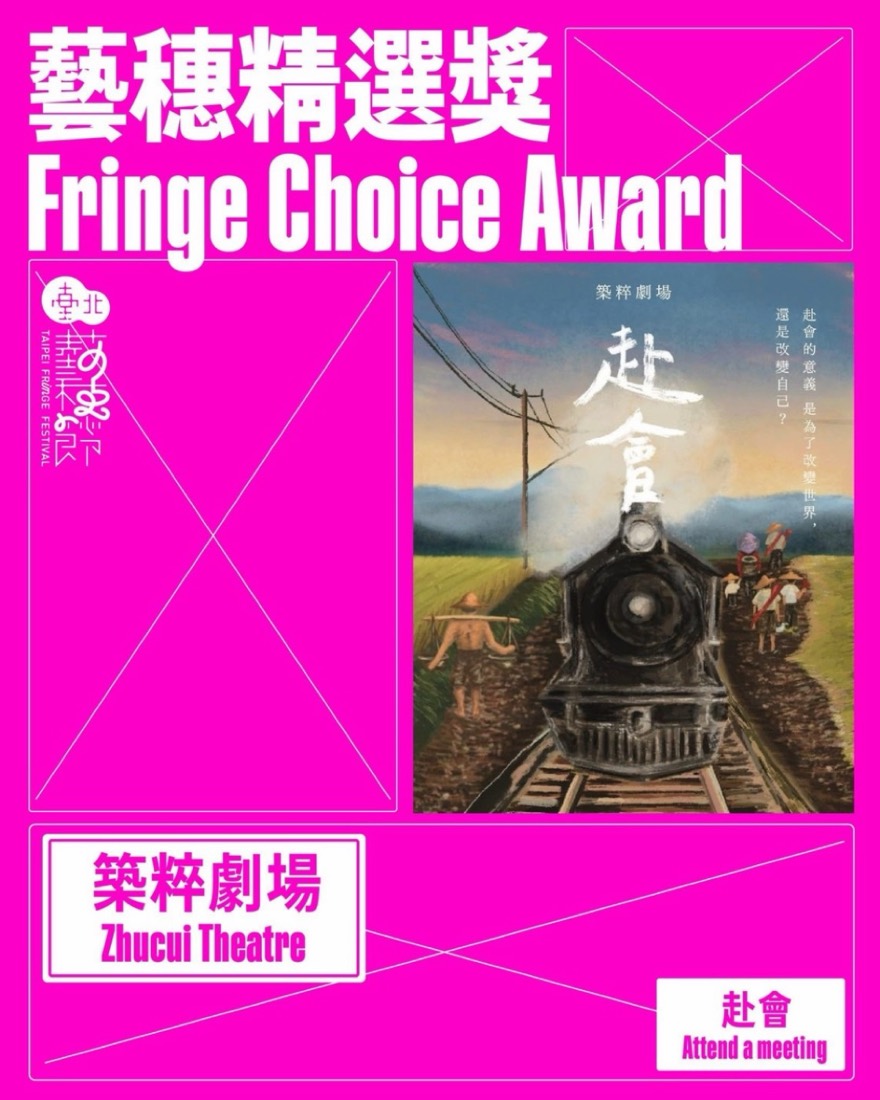 藝穗精選獎
Fringe Choice Award
臺北
藝穗節
TAIPEI FRINGE FESTIVAL
築粹劇場
赴會
赴會的意義 是為了改變世界，
還是改變自己？
築粹劇場
Zhucui Theatre
赴會
Attend a meeting